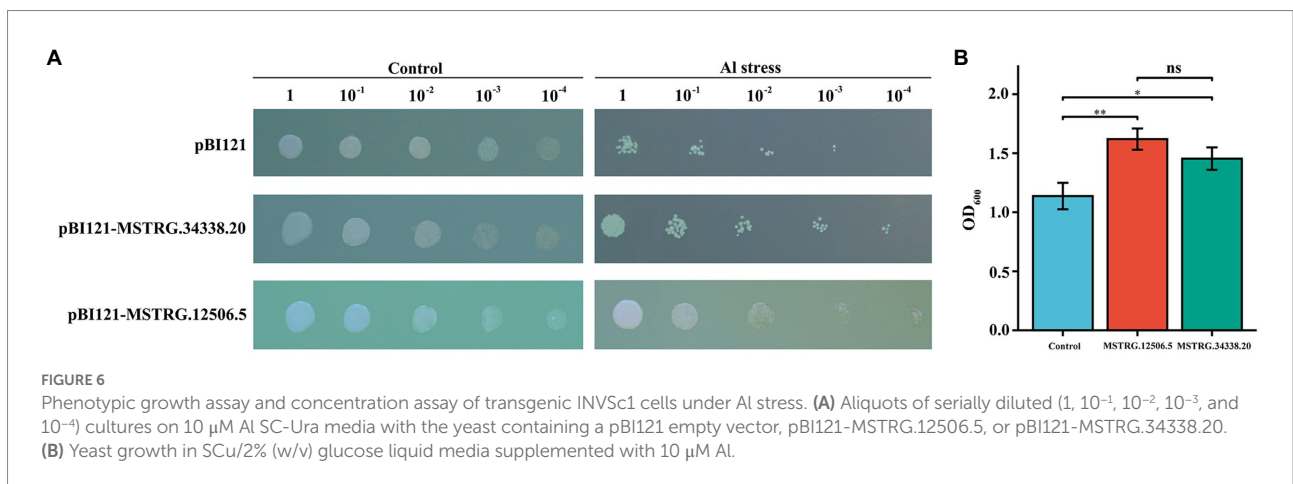 A
Control
Al stress
1 10⁻¹ 10⁻² 10⁻³ 10⁻⁴ 1 10⁻¹ 10⁻² 10⁻³ 10⁻⁴
pBI121
pBI121-MSTRG.34338.20
pBI121-MSTRG.12506.5
B
ns
*
**
2.0
1.5
1.0
0.5
0.0
OD₆₀₀
Control MSTRG.12506.5 MSTRG.34338.20
FIGURE 6
Phenotypic growth assay and concentration assay of transgenic INVSc1 cells under Al stress. (A) Aliquots of serially diluted (1, 10⁻¹, 10⁻², 10⁻³, and
10⁻⁴) cultures on 10 μM Al SC-Ura media with the yeast containing a pBI121 empty vector, pBI121-MSTRG.12506.5, or pBI121-MSTRG.34338.20.
(B) Yeast growth in SCu/2% (w/v) glucose liquid media supplemented with 10 μM Al.